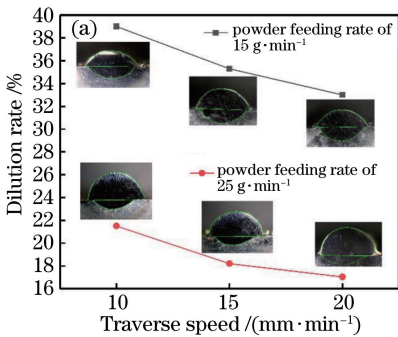 (a)
powder feeding rate of
15 g·min⁻¹
powder feeding rate of
25 g·min⁻¹
Dilution rate /%
40
38
36
34
32
30
28
26
24
22
20
18
16
10
15
20
Traverse speed /(mm·min⁻¹)